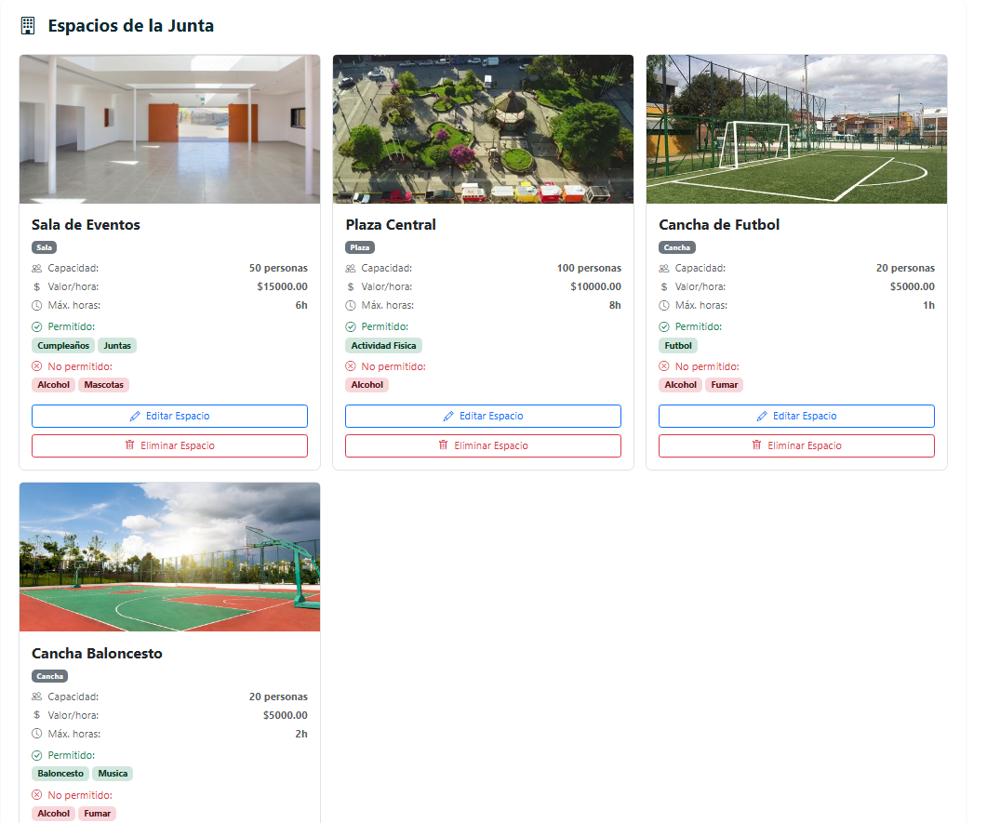 Espacios de la Junta
Sala de Eventos
Sala
Capacidad: 50 personas
Valor/hora: $15000.00
Máx. horas: 6h
Permitido:
Cumpleaños Juntas
No permitido:
Alcohol Mascotas
Editar Espacio
Eliminar Espacio
Plaza Central
Plaza
Capacidad: 100 personas
$ Valor/hora: $10000.00
Máx. horas: 8h
Permitido:
Actividad Fisica
No permitido:
Alcohol
Editar Espacio
Eliminar Espacio
Cancha de Futbol
Cancha
Capacidad: 20 personas
$ Valor/hora: $5000.00
Máx. horas: 1h
Permitido:
Futbol
No permitido:
Alcohol Fumar
Editar Espacio
Eliminar Espacio
Cancha Baloncesto
Cancha
Capacidad: 20 personas
$ Valor/hora: $5000.00
Máx. horas: 2h
Permitido:
Baloncesto Musica
No permitido:
Alcohol Fumar